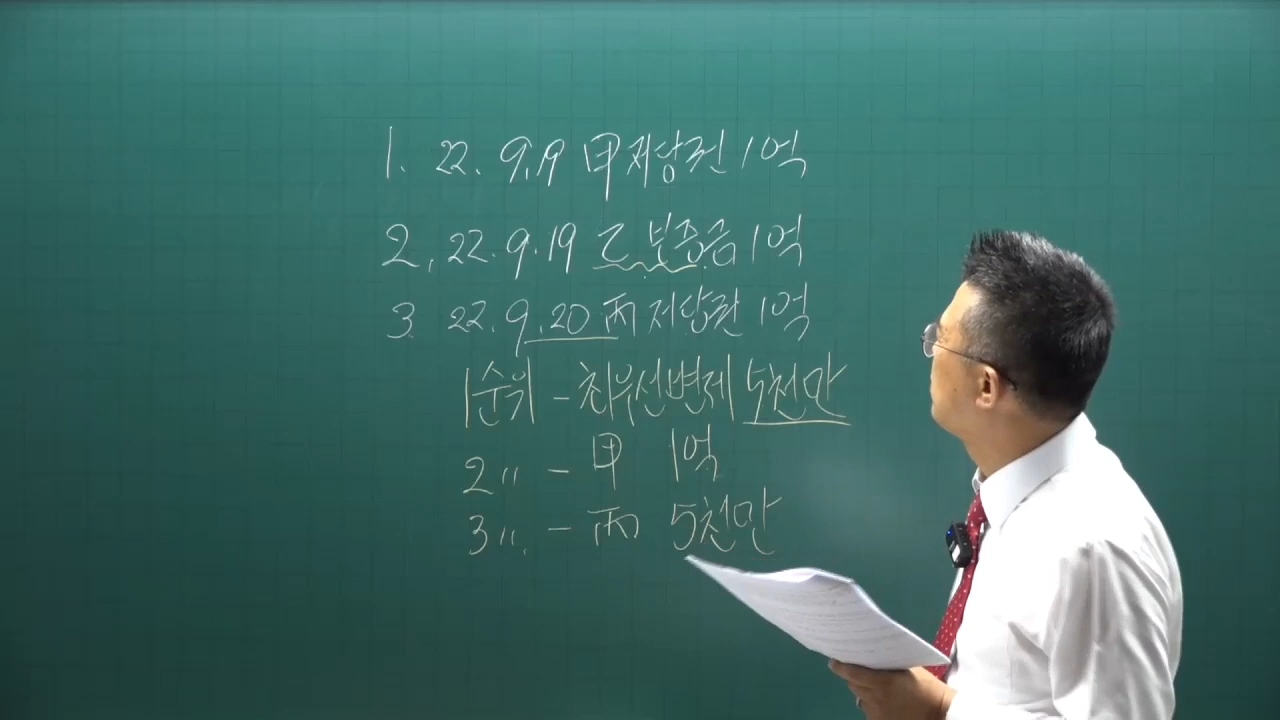 1. 22. 9.19 甲 저당권 1억
2, 22. 9.19 乙 보증금 1억
3. 22. 9.20 丙 저당권 1억
1순위 - 최우선변제 5천만
2〃 - 甲 1억
3〃 - 丙 5천만